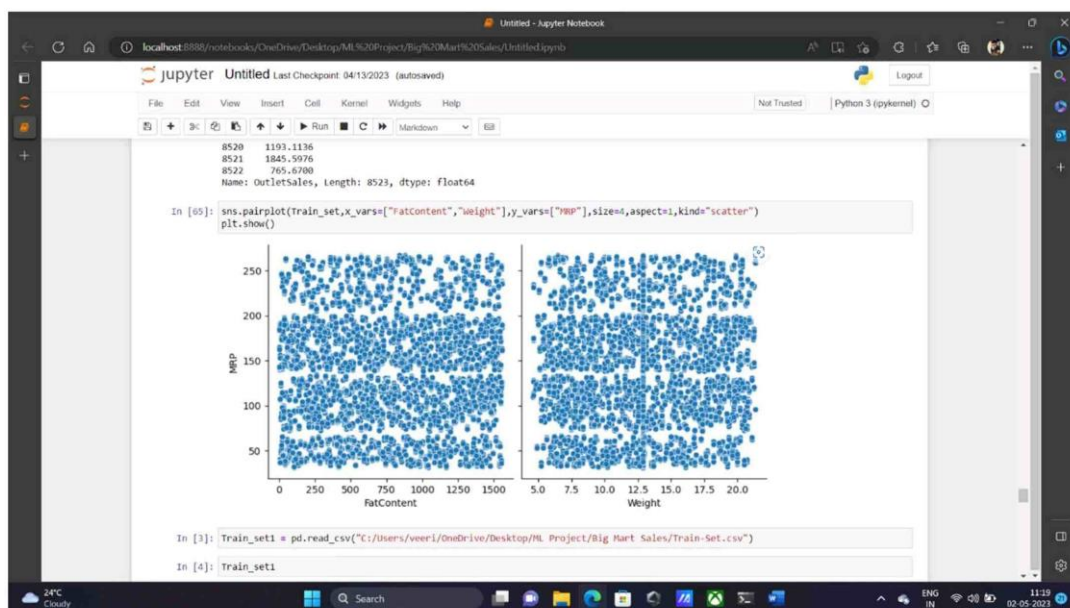 Untitled - Jupyter Notebook
localhost:8888/notebooks/OneDrive/Desktop/ML%20Project/Big%20Mart%20Sales/Untitled.ipynb
jupyter Untitled Last Checkpoint: 04/13/2023 (autosaved)
Logout
File Edit View Insert Cell Kernel Widgets Help
Not Trusted
Python 3 (ipykernel)
Run
Markdown
8520 1193.1136
8521 1845.5976
8522 765.6700
Name: OutletSales, Length: 8523, dtype: float64
In [65]: sns.pairplot(Train_set,x_vars=["FatContent","Weight"],y_vars=["MRP"],size=4,aspect=1,kind="scatter")
plt.show()
250
200
150
100
50
MRP
0 250 500 750 1000 1250 1500
FatContent
5.0 7.5 10.0 12.5 15.0 17.5 20.0
Weight
In [3]: Train_set1 = pd.read_csv("C:/Users/veeri/OneDrive/Desktop/ML Project/Big Mart Sales/Train-Set.csv")
In [4]: Train_set1
24°C
Cloudy
Search
ENG
IN
11:19
02-05-2023